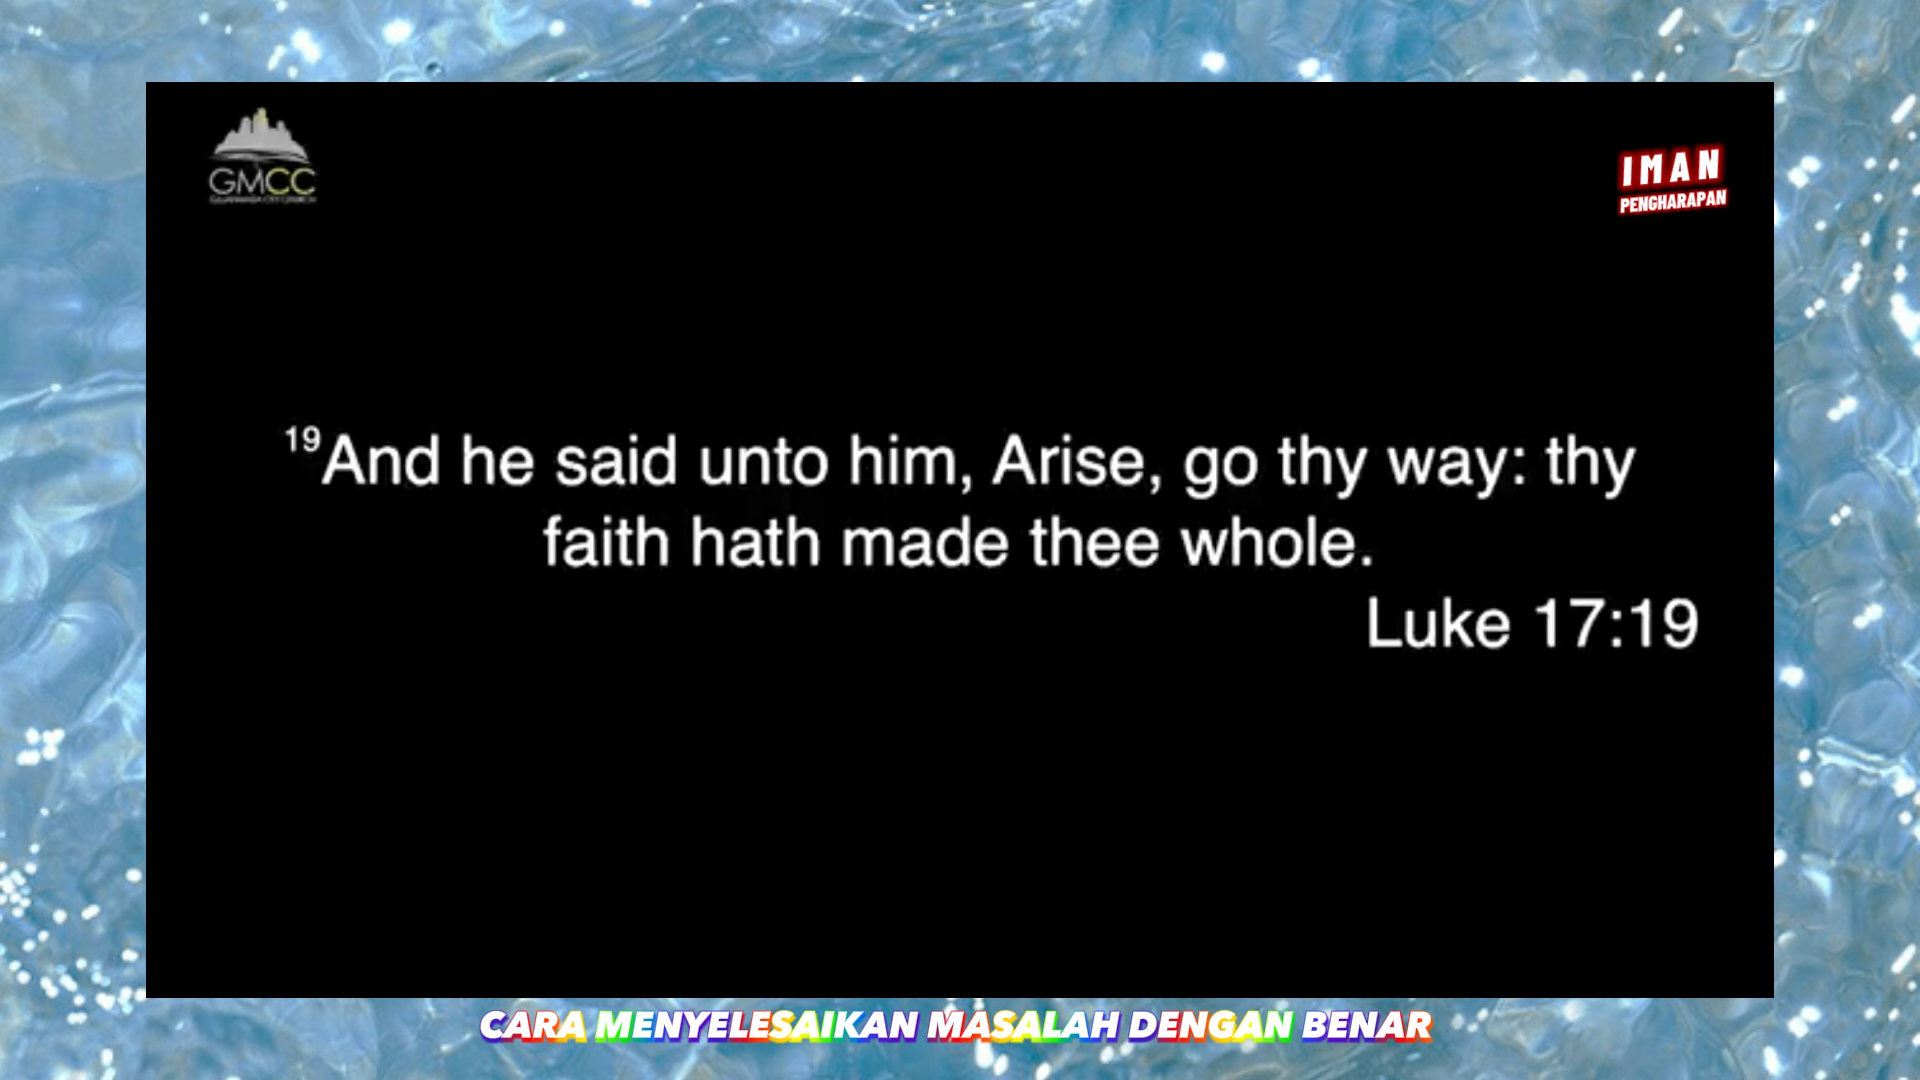 GMCC
IMAN
PENGHARAPAN
19And he said unto him, Arise, go thy way: thy
faith hath made thee whole.
Luke 17:19
CARA MENYELESAIKAN MASALAH DENGAN BENAR